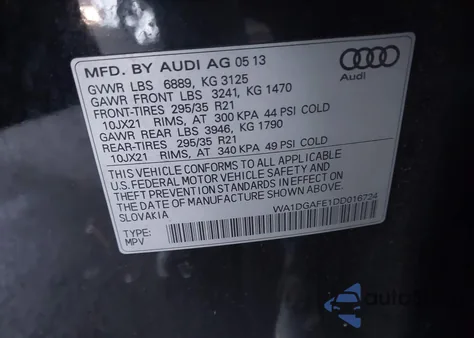 MFD. BY AUDI AG 05 13
GVWR LBS 6889, KG 3125
GAWR FRONT LBS 3241, KG 1470
FRONT-TIRES 295/35 R21
10JX21 RIMS, AT 300 KPA 44 PSI COLD
GAWR REAR LBS 3946, KG 1790
REAR-TIRES 295/35 R21
10JX21 RIMS, AT 340 KPA 49 PSI COLD
THIS VEHICLE CONFORMS TO ALL APPLICABLE
U.S. FEDERAL MOTOR VEHICLE SAFETY AND
THEFT PREVENTION STANDARDS IN EFFECT ON
THE DATE OF MANUFACTURE SHOWN ABOVE.
SLOVAKIA
TYPE:
MPV
WA1DGAFE1DD016724
Audi